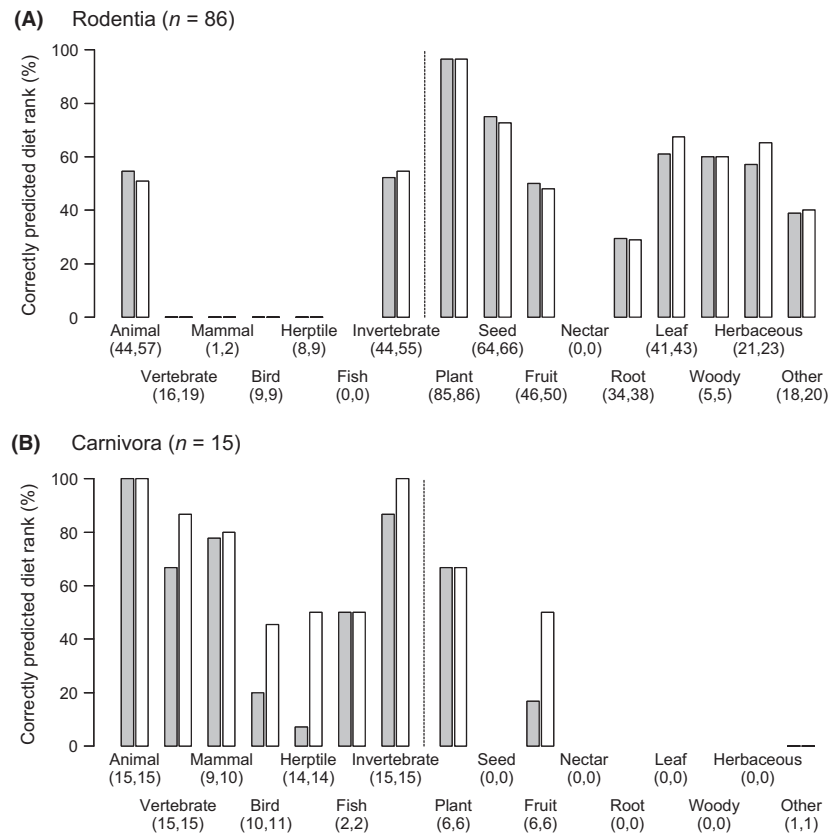 (A) Rodentia (n = 86)
Correctly predicted diet rank (%)
100
80
60
40
20
0
Animal Mammal Herptile Invertebrate Seed Nectar Leaf Herbaceous
(44,57) (1,2) (8,9) (44,55) (64,66) (0,0) (41,43) (21,23)
Vertebrate Bird Fish Plant Fruit Root Woody Other
(16,19) (9,9) (0,0) (85,86) (46,50) (34,38) (5,5) (18,20)
(B) Carnivora (n = 15)
Correctly predicted diet rank (%)
100
80
60
40
20
0
Animal Mammal Herptile Invertebrate Seed Nectar Leaf Herbaceous
(15,15) (9,10) (14,14) (15,15) (0,0) (0,0) (0,0) (0,0)
Vertebrate Bird Fish Plant Fruit Root Woody Other
(15,15) (10,11) (2,2) (6,6) (6,6) (0,0) (0,0) (1,1)